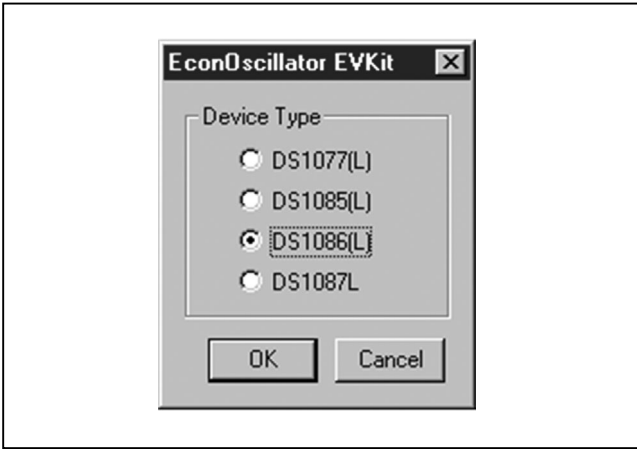 EconOscillator EVKit
Device Type
DS1077(L)
DS1085(L)
DS1086(L)
DS1087L
OK Cancel